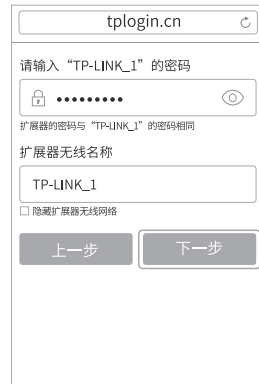 tplogin.cn
请输入“TP-LINK_1”的密码
•••••••••
扩展器的密码与“TP-LINK_1”的密码相同
扩展器无线名称
TP-LINK_1
隐藏扩展器无线网络
上一步 下一步